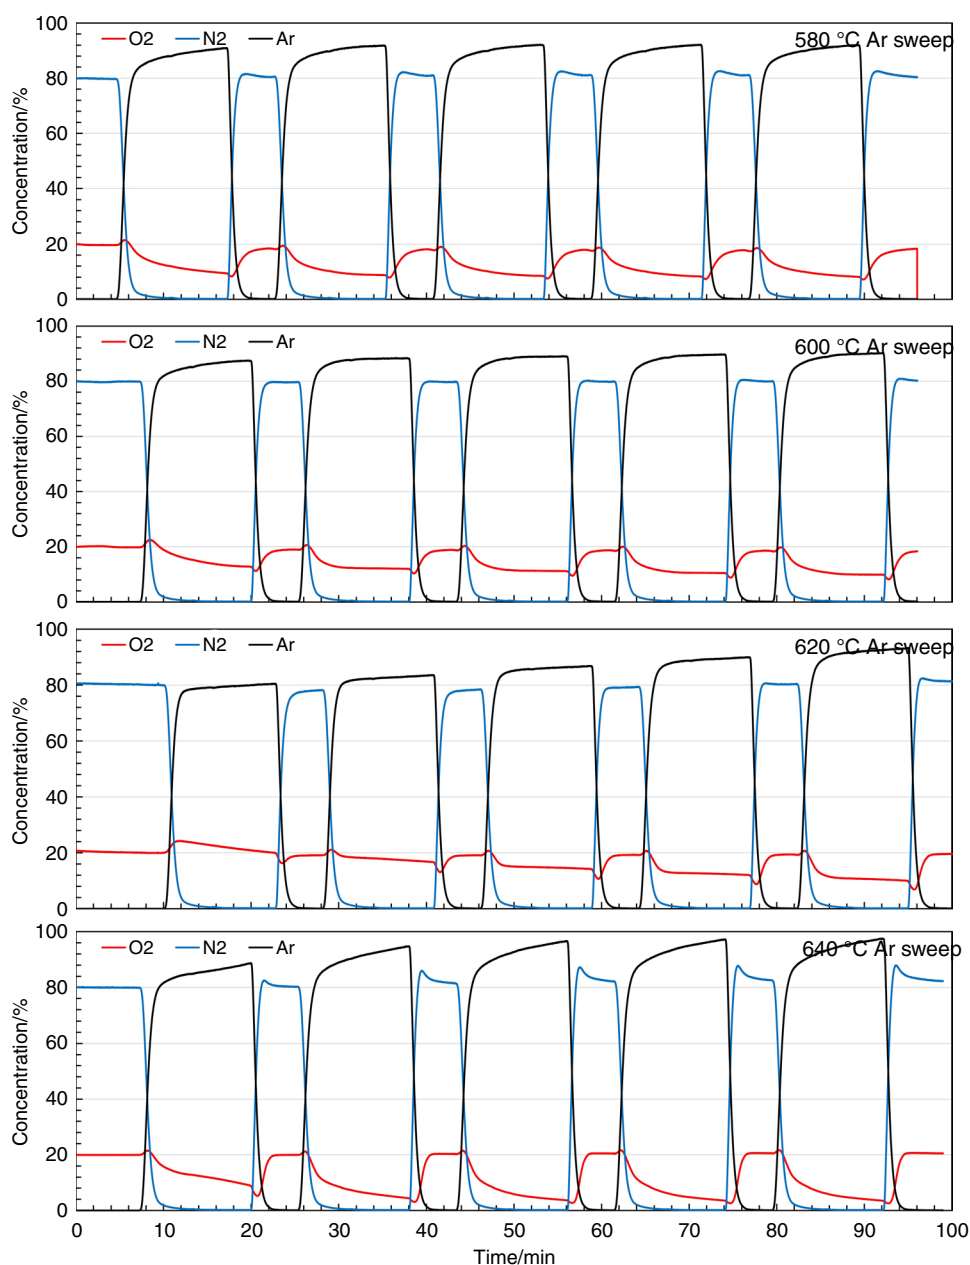 O2 N2 Ar
580 °C Ar sweep
Concentration/%
100
80
60
40
20
0
O2 N2 Ar
600 °C Ar sweep
Concentration/%
100
80
60
40
20
0
O2 N2 Ar
620 °C Ar sweep
Concentration/%
100
80
60
40
20
0
O2 N2 Ar
640 °C Ar sweep
Concentration/%
100
80
60
40
20
0
0 10 20 30 40 50 60 70 80 90 100
Time/min